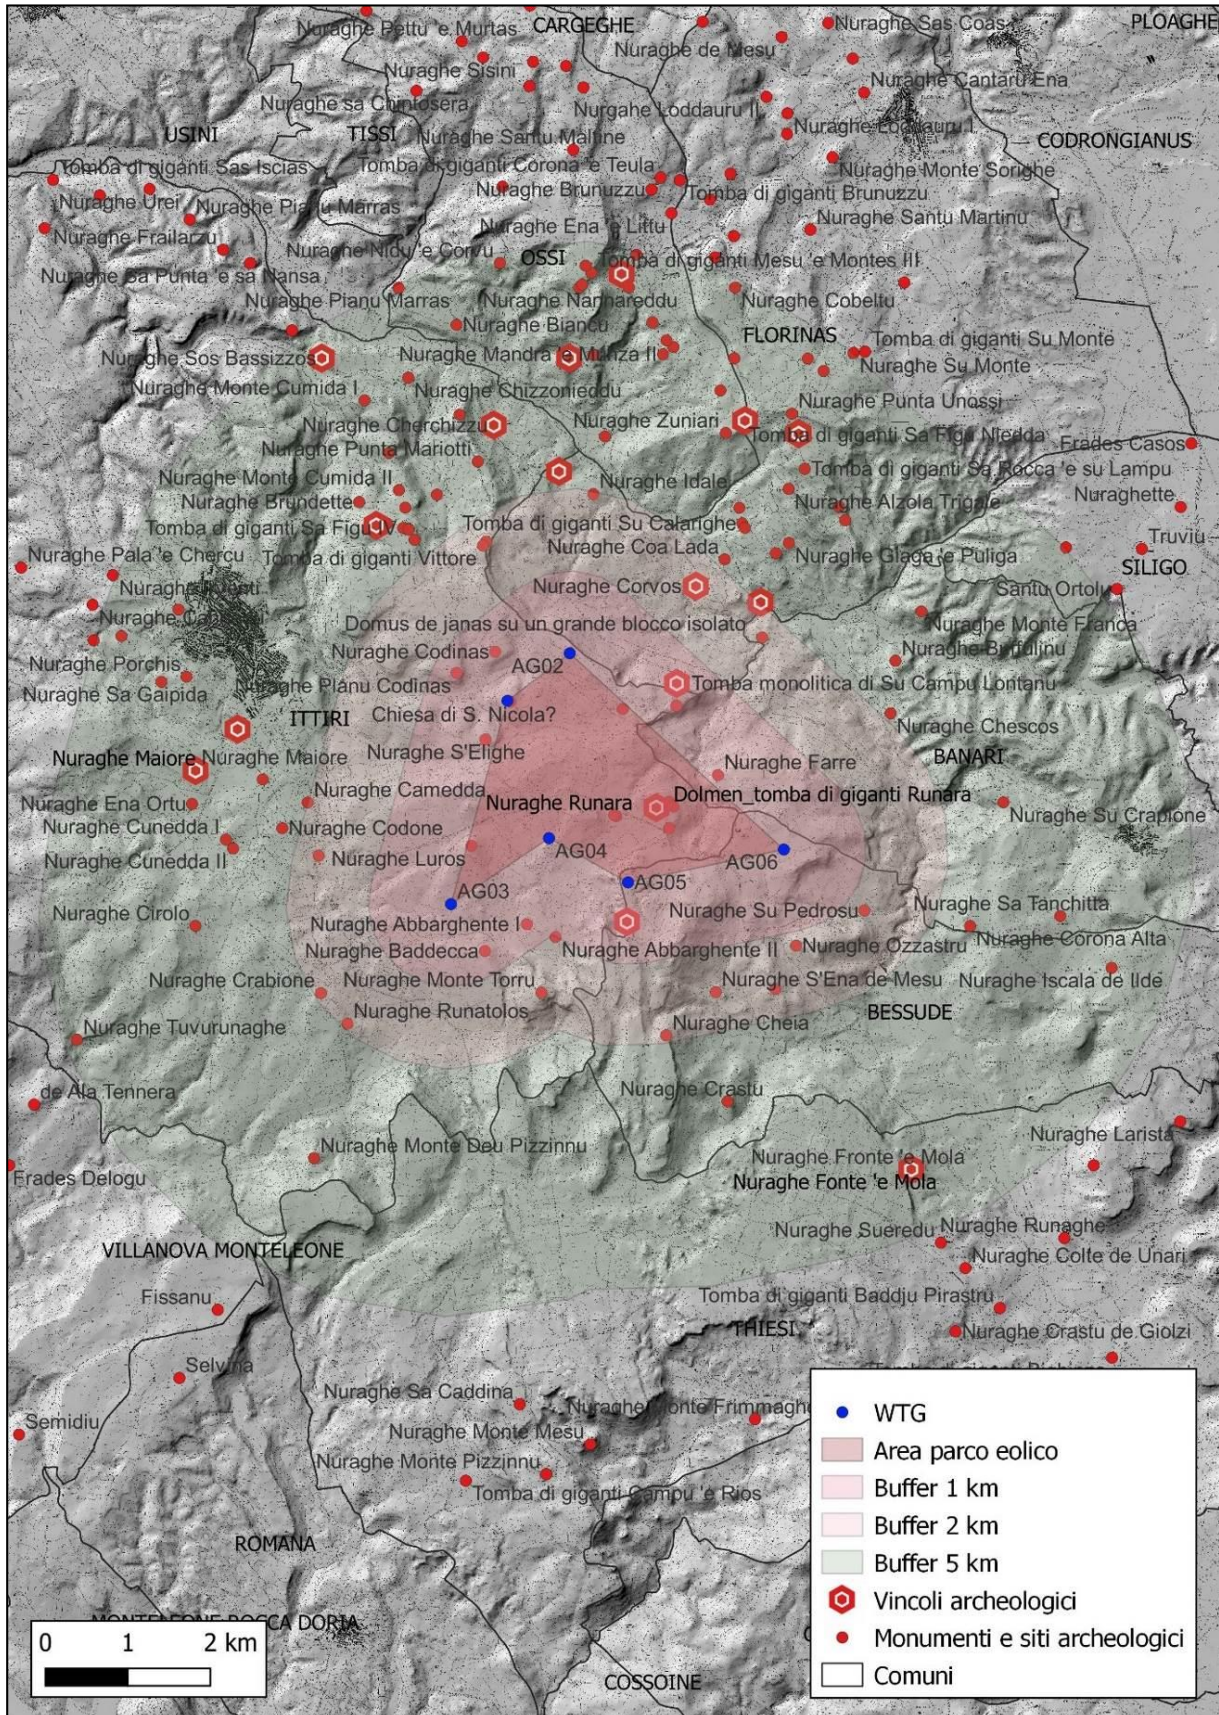 CARGEGHE
PLOAGHE
Nuraghe Pettu 'e Murtas
Nuraghe de Mesu
Nuraghe Sas Coas
Nuraghe Sisini
Nuraghe Cantaru Ena
Nuraghe sa Chintosera
Nurgahe Loddauru II
Nuraghe Loddauru I
USINI
TISSI
Nuraghe Santu Maltine
CODRONGIANUS
Tomba di giganti Sas Iscias
Tomba di giganti Corona 'e Teula
Nuraghe Monte Sorighe
Nuraghe Brunuzzu
Tomba di giganti Brunuzzu
Nuraghe Urei
Nuraghe Pianu Marras
Nuraghe Ena 'e Littu
Nuraghe Santu Martinu
Nuraghe Frailarzu
Nuraghe Nidu 'e Corvu
OSSI
Tomba di giganti Mesu 'e Montes III
Nuraghe Sa Punta 'e sa Nansa
Nuraghe Pianu Marras
Nuraghe Nannareddu
Nuraghe Cobeltu
Nuraghe Biancu
FLORINAS
Tomba di giganti Su Monte
Nuraghe Sos Bassizzos
Nuraghe Mandra 'e Munza II
Nuraghe Su Monte
Nuraghe Monte Cumida I
Nuraghe Chizzonieddu
Nuraghe Punta Unossi
Nuraghe Cherchizzu
Nuraghe Zuniari
Tomba di giganti Sa Figu Niedda
Frades Casos
Nuraghe Punta Mariotti
Tomba di giganti Sa Rocca 'e su Lampu
Nuraghe Monte Cumida II
Nuraghe Idale
Nuraghette
Nuraghe Brundette
Nuraghe Alzola Trigale
Tomba di giganti Sa Figu IV
Tomba di giganti Su Calarighe
Truviu
Nuraghe Pala 'e Chercu
Tomba di giganti Vittore
Nuraghe Coa Lada
Nuraghe Giaga 'e Puliga
SILIGO
Nuraghe Corvos
Santu Ortolu
Domus de janas su un grande blocco isolato
Nuraghe Monte Franca
Nuraghe Porchis
Nuraghe Codinas
AG02
Nuraghe Buffulinu
Nuraghe Sa Gaipida
Nuraghe Planu Codinas
Tomba monolitica di Su Campu Lontanu
ITTIRI
Chiesa di S. Nicola?
Nuraghe Chescos
Nuraghe Maiore
Nuraghe Maiore
Nuraghe S'Elighe
Nuraghe Farre
BANARI
Nuraghe Ena Ortu
Nuraghe Camedda
Nuraghe Runara
Dolmen_tomba di giganti Runara
Nuraghe Su Crapione
Nuraghe Cunedda I
Nuraghe Codone
Nuraghe Cunedda II
Nuraghe Luros
AG04
AG06
AG03
AG05
Nuraghe Cirolo
Nuraghe Abbarghente I
Nuraghe Su Pedrosu
Nuraghe Sa Tanchitta
Nuraghe Corona Alta
Nuraghe Baddecca
Nuraghe Abbarghente II
Nuraghe Ozzastru
Nuraghe Crabione
Nuraghe Monte Torru
Nuraghe S'Ena de Mesu
Nuraghe Iscala de Ilde
Nuraghe Runatolos
BESSUDE
Nuraghe Tuvurunaghe
Nuraghe Cheia
de Ala Tennera
Nuraghe Crastu
Nuraghe Monte Deu Pizzinnu
Nuraghe Larista
Frades Delogu
Nuraghe Fronte 'e Mola
Nuraghe Fonte 'e Mola
Nuraghe Sueredu
Nuraghe Runaghe
VILLANOVA MONTELEONE
Nuraghe Colte de Unari
Fissanu
Tomba di giganti Baddju Pirastru
THIESI
Nuraghe Crastu de Giolzi
Selvina
Nuraghe Sa Caddina
Nuraghe Monte Frimmaghe
Semidiu
Nuraghe Monte Mesu
Nuraghe Monte Pizzinnu
Tomba di giganti Campu 'e Rios
ROMANA
MONTELEONE ROCCA DORIA
COSSOINE
WTG
Area parco eolico
Buffer 1 km
Buffer 2 km
Buffer 5 km
Vincoli archeologici
Monumenti e siti archeologici
Comuni
0 1 2 km